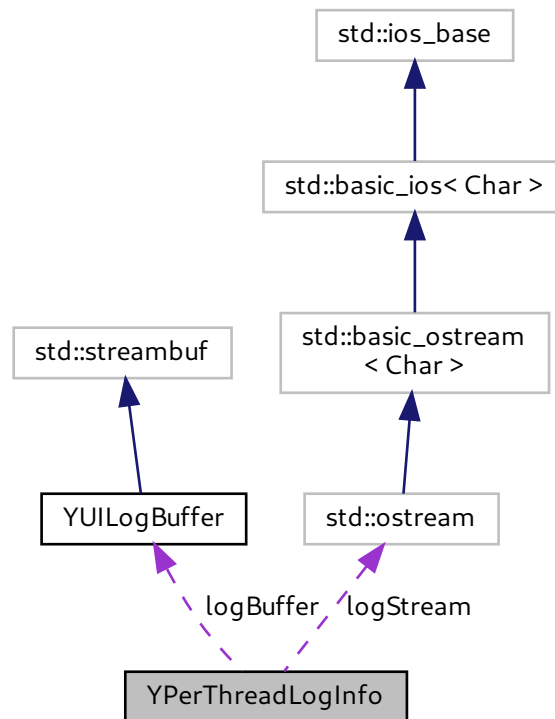 std::ios_base
std::basic_ios< Char >
std::basic_ostream
< Char >
std::streambuf
YUILogBuffer
std::ostream
logBuffer
logStream
YPerThreadLogInfo